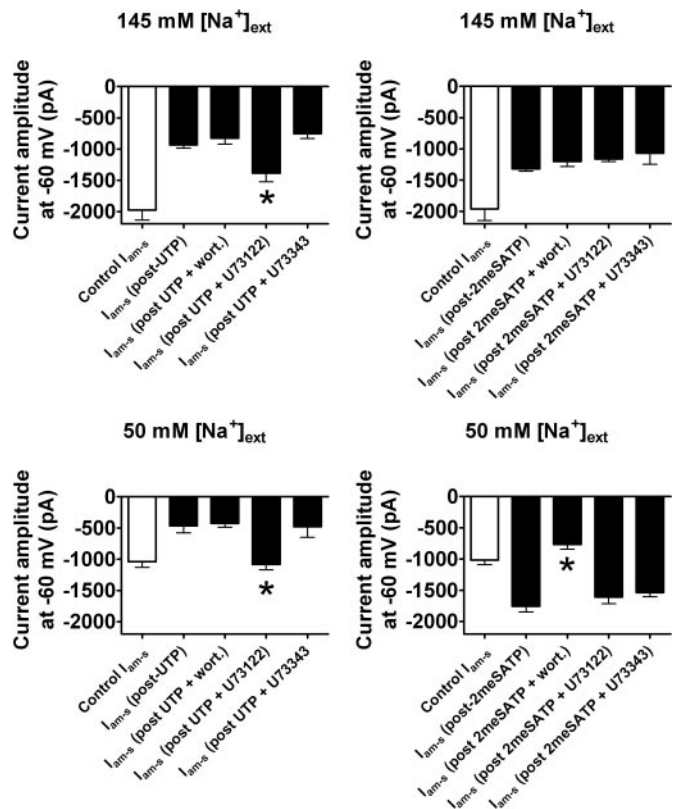 145 mM [Na⁺]ext
Current amplitude
at -60 mV (pA)
0
-500
-1000
-1500
-2000
*
Control Iam-s
Iam-s (post-UTP)
Iam-s (post UTP + wort.)
Iam-s (post UTP + U73122)
Iam-s (post UTP + U73343
145 mM [Na⁺]ext
Current amplitude
at -60 mV (pA)
0
-500
-1000
-1500
-2000
Control Iam-s
Iam-s (post-2meSATP)
Iam-s (post 2meSATP + wort.)
Iam-s (post 2meSATP + U73122)
Iam-s (post 2meSATP + U73343)
50 mM [Na⁺]ext
Current amplitude
at -60 mV (pA)
0
-500
-1000
-1500
-2000
*
Control Iam-s
Iam-s (post-UTP)
Iam-s (post UTP + wort.)
Iam-s (post UTP + U73122)
Iam-s (post UTP + U73343
50 mM [Na⁺]ext
Current amplitude
at -60 mV (pA)
0
-500
-1000
-1500
-2000
*
Control Iam-s
Iam-s (post-2meSATP)
Iam-s (post 2meSATP + wort.)
Iam-s (post 2meSATP + U73122)
Iam-s (post 2meSATP + U73343)